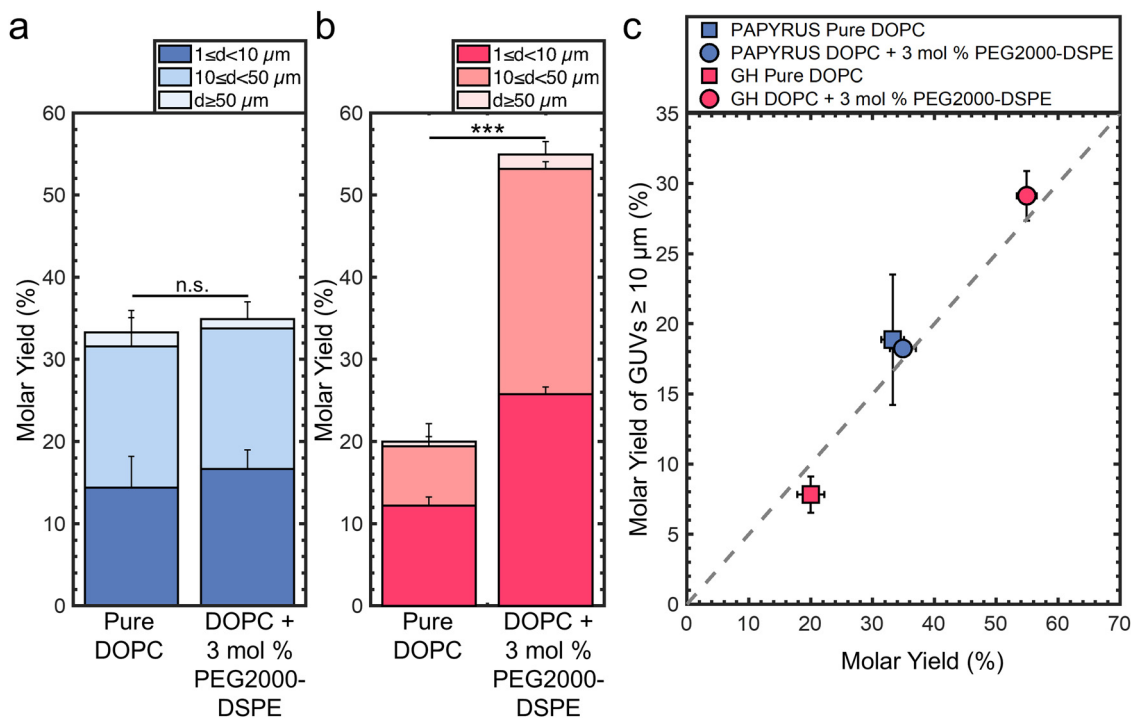 a
1≤d<10 µm
10≤d<50 µm
d≥50 µm
Molar Yield (%)
60
50
40
30
20
10
0
n.s.
Pure
DOPC
DOPC +
3 mol %
PEG2000-
DSPE
b
1≤d<10 µm
10≤d<50 µm
d≥50 µm
Molar Yield (%)
60
50
40
30
20
10
0
***
Pure
DOPC
DOPC +
3 mol %
PEG2000-
DSPE
c
PAPYRUS Pure DOPC
PAPYRUS DOPC + 3 mol % PEG2000-DSPE
GH Pure DOPC
GH DOPC + 3 mol % PEG2000-DSPE
Molar Yield of GUVs ≥ 10 µm (%)
35
30
25
20
15
10
5
0
0 10 20 30 40 50 60 70
Molar Yield (%)